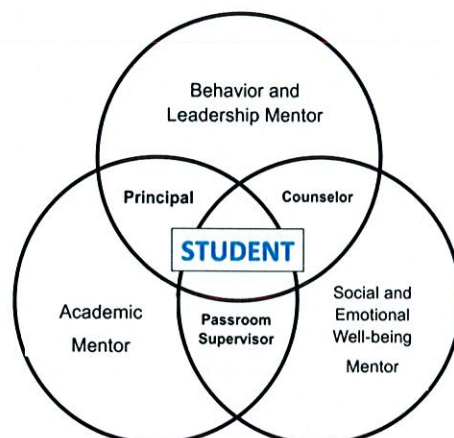 Behavior and
Leadership Mentor
Principal
Counselor
STUDENT
Academic
Mentor
Passroom
Supervisor
Social and
Emotional
Well-being
Mentor